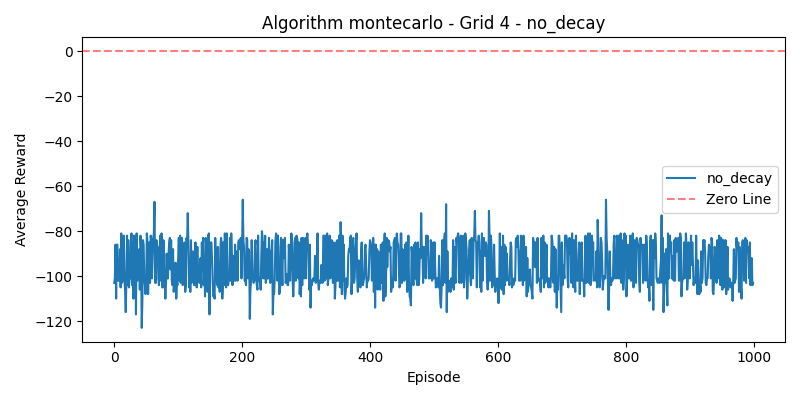 Algorithm montecarlo - Grid 4 - no_decay
Average Reward
0
−20
−40
−60
−80
−100
−120
no_decay
Zero Line
0
200
400
600
800
1000
Episode